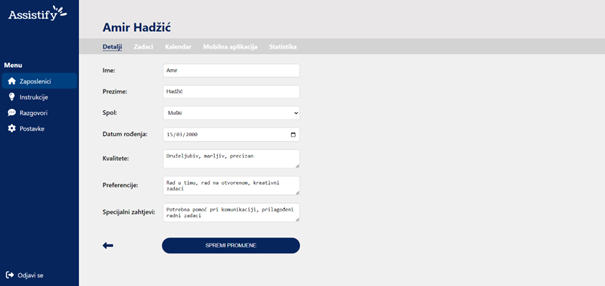 Assistify
Menu
Zaposlenici
Instrukcije
Razgovori
Postavke
Odjavi se
Amir Hadžić
Detalji Zadaci Kalendar Mobilna aplikacija Statistika
Ime: Amir
Prezime: Hadžić
Spol: Muški
Datum rođenja: 15/03/2000
Kvalitete: Druželjubiv, marljiv, precizan
Preferencije: Rad u timu, rad na otvorenom, kreativni
zadaci
Specijalni zahtjevi: Potrebna pomoć pri komunikaciji, prilagođeni
radni zadaci
SPREMI PROMJENE